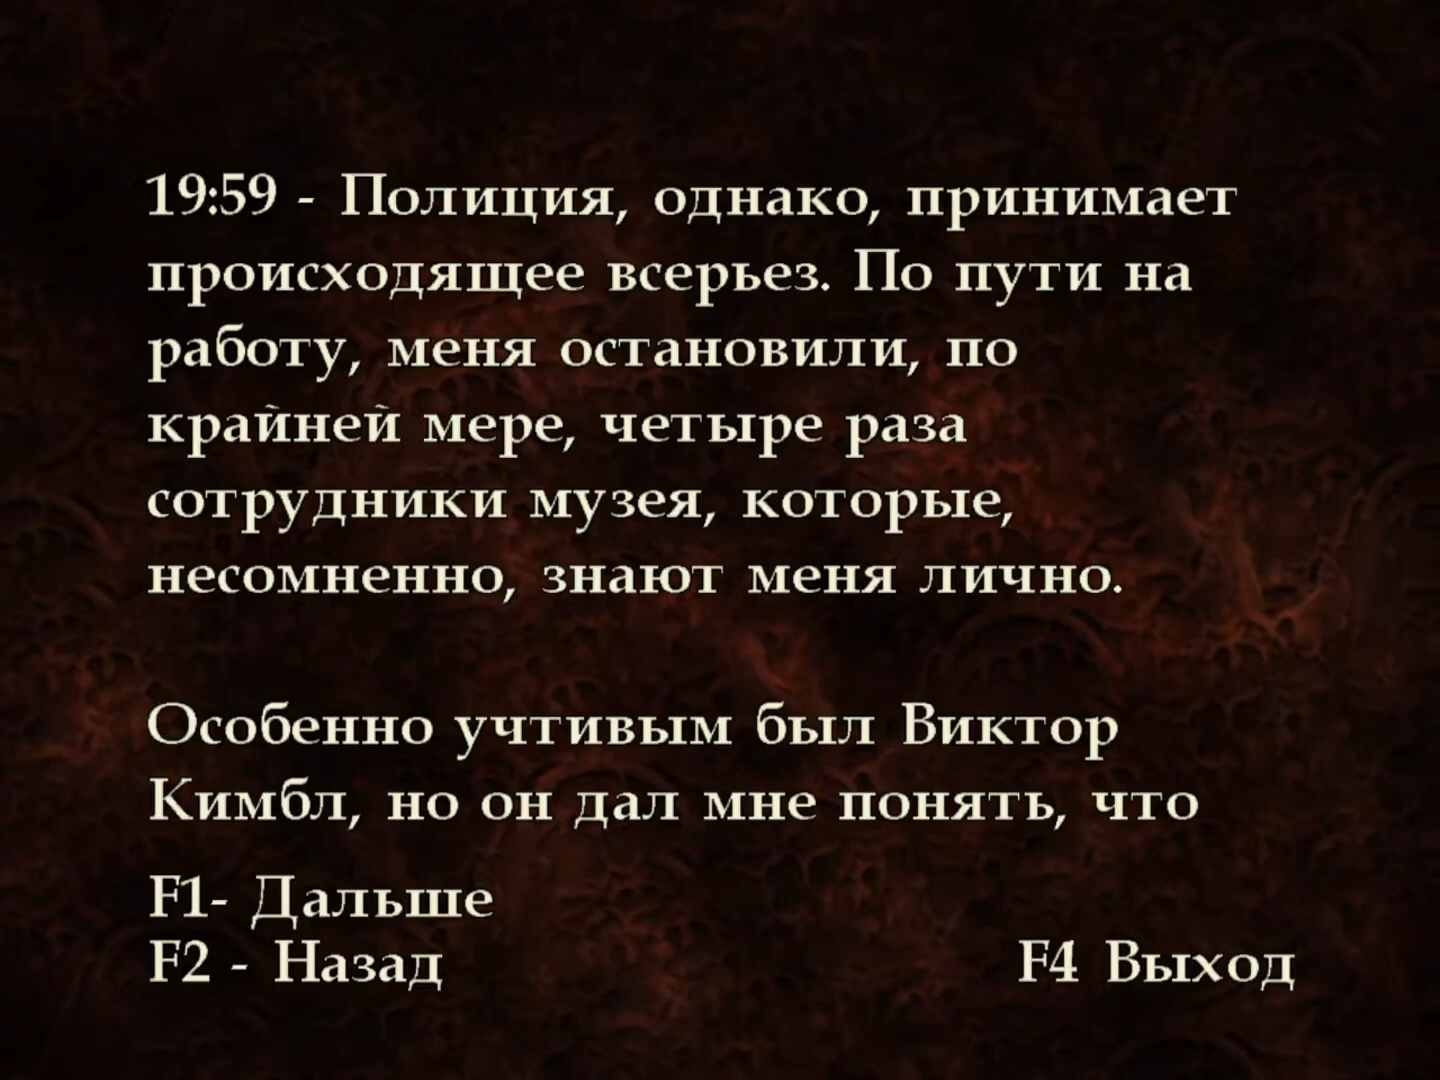 19:59 - Полиция, однако, принимает
происходящее всерьез. По пути на
работу, меня остановили, по
крайней мере, четыре раза
сотрудники музея, которые,
несомненно, знают меня лично.
Особенно учтивым был Виктор
Кимбл, но он дал мне понять, что
F1- Дальше
F2 - Назад
F4 Выход